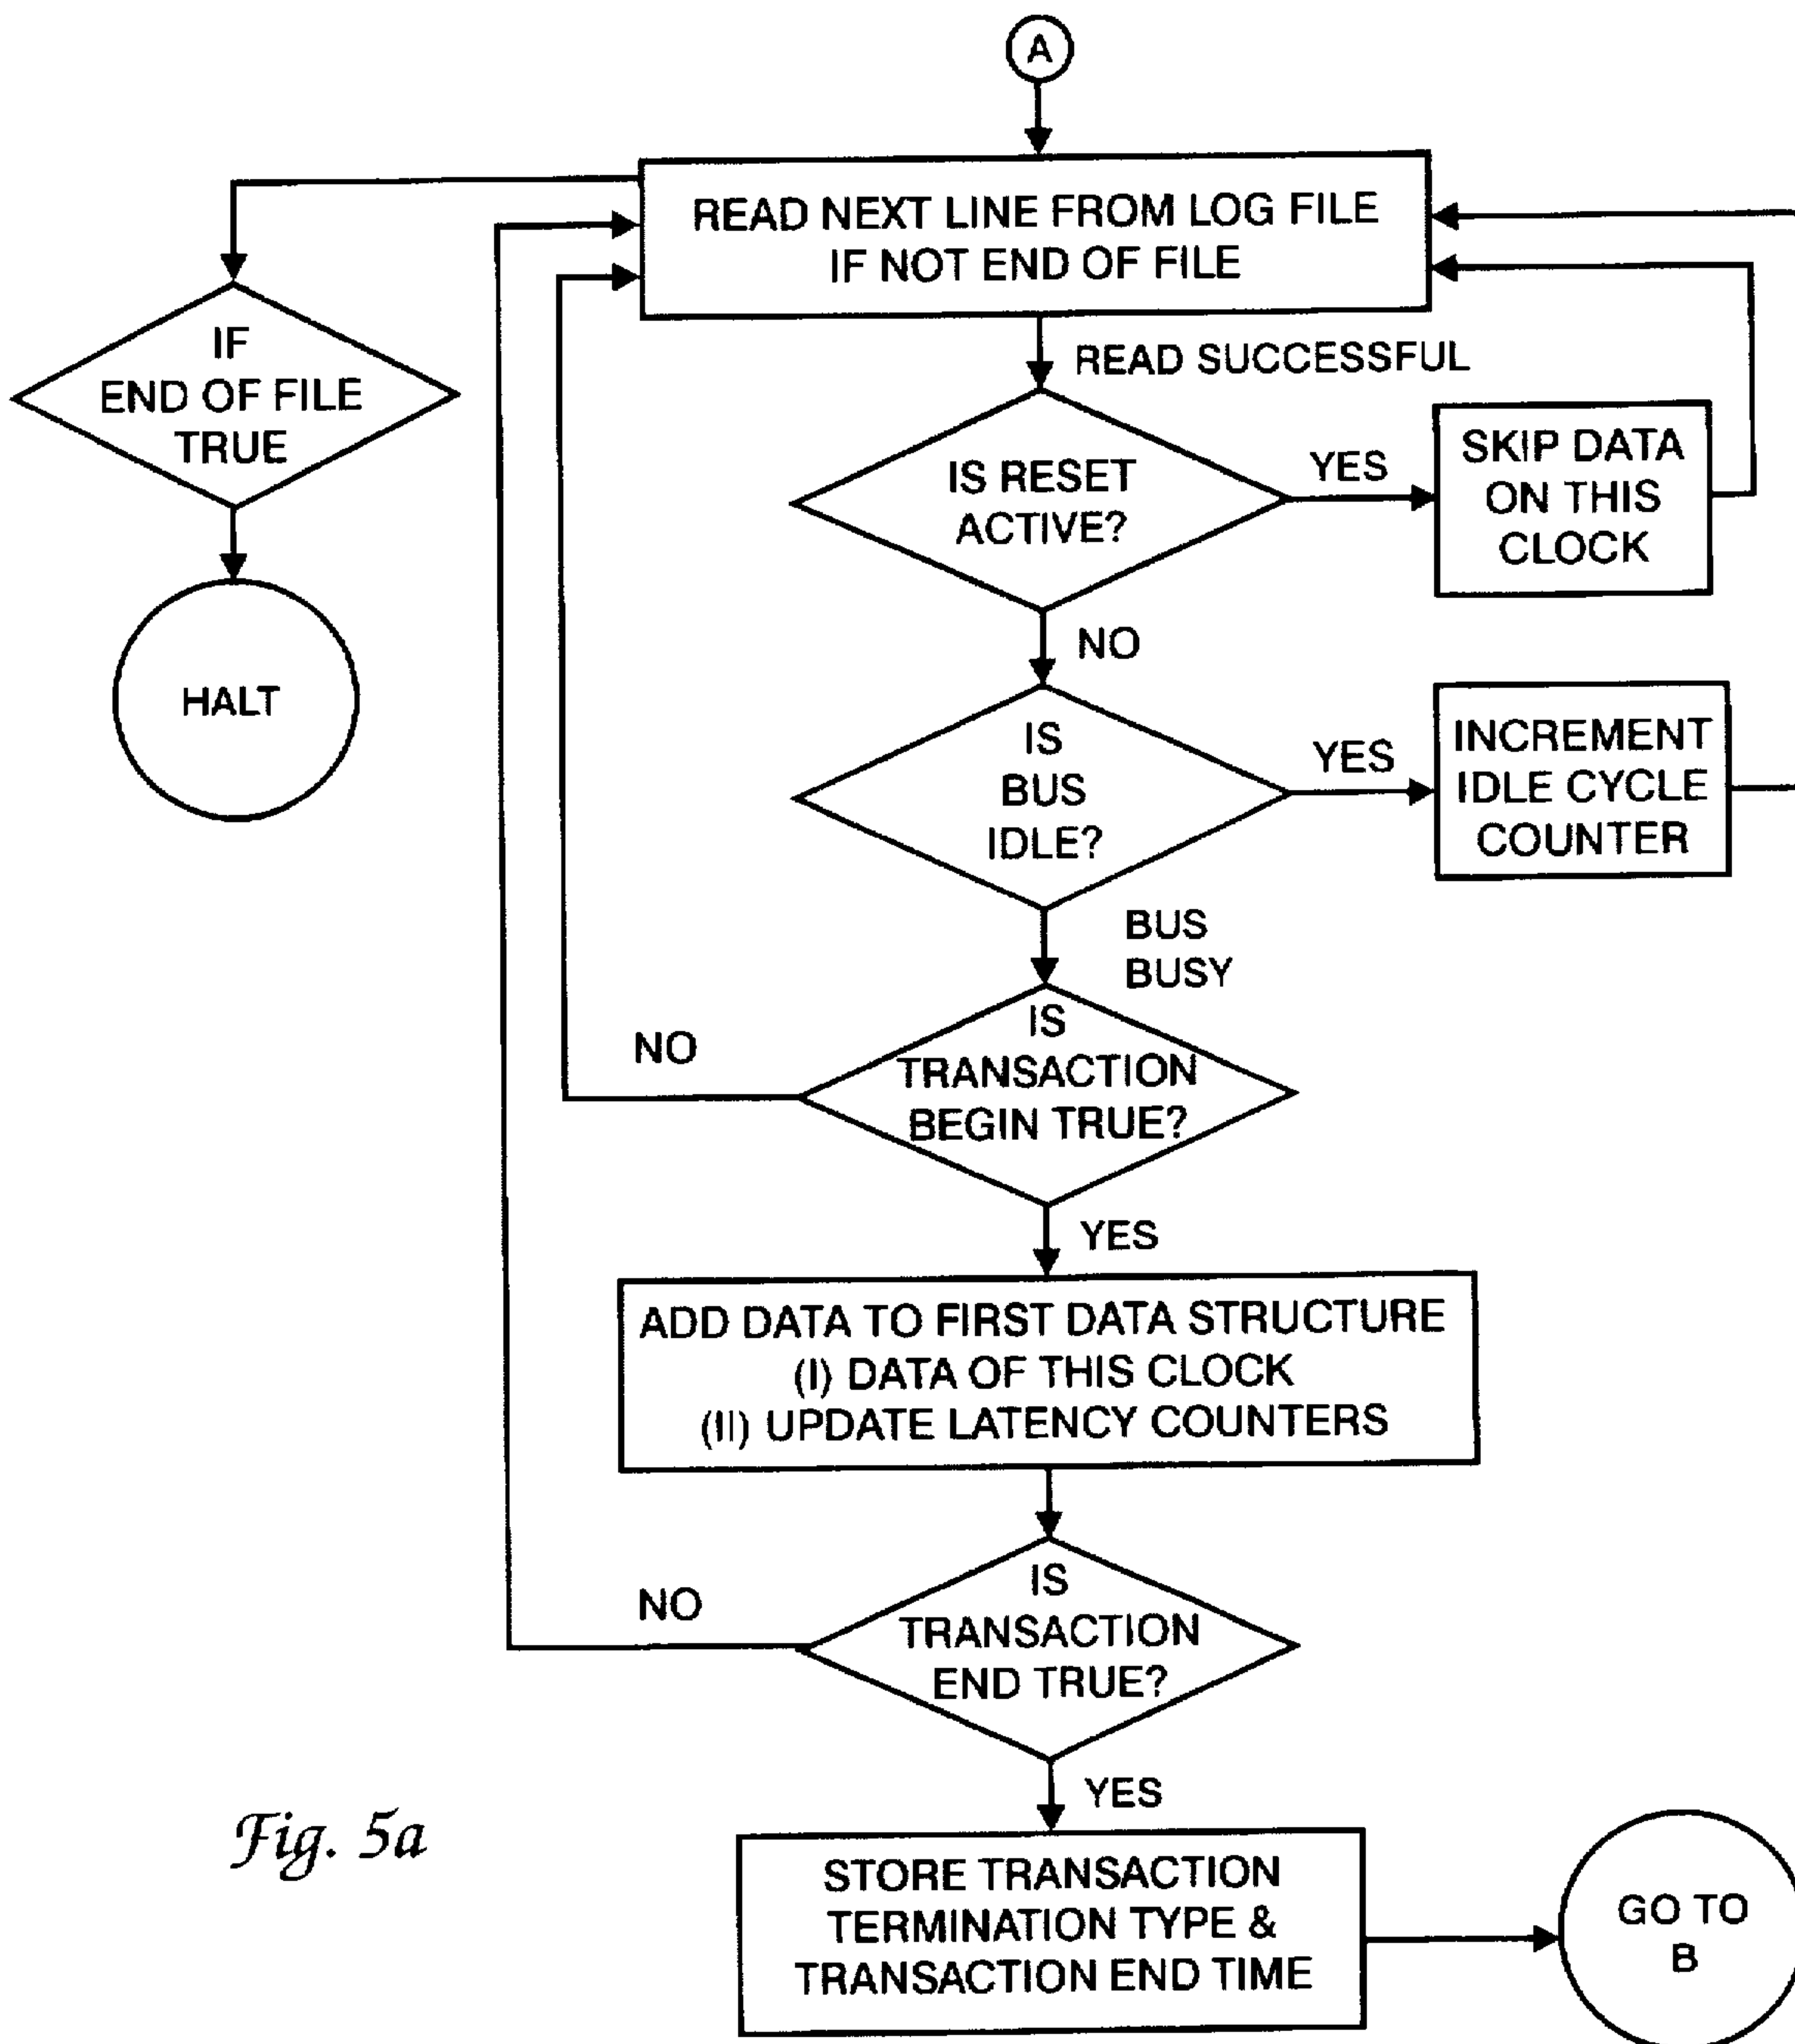 A
READ NEXT LINE FROM LOG FILE
IF NOT END OF FILE
IF
END OF FILE
TRUE
HALT
READ SUCCESSFUL
IS RESET
ACTIVE?
YES
SKIP DATA
ON THIS
CLOCK
NO
IS
BUS
IDLE?
YES
INCREMENT
IDLE CYCLE
COUNTER
BUS
BUSY
IS
TRANSACTION
BEGIN TRUE?
NO
YES
ADD DATA TO FIRST DATA STRUCTURE
(I) DATA OF THIS CLOCK
(II) UPDATE LATENCY COUNTERS
IS
TRANSACTION
END TRUE?
NO
YES
STORE TRANSACTION
TERMINATION TYPE &
TRANSACTION END TIME
GO TO
B
Fig. 5a